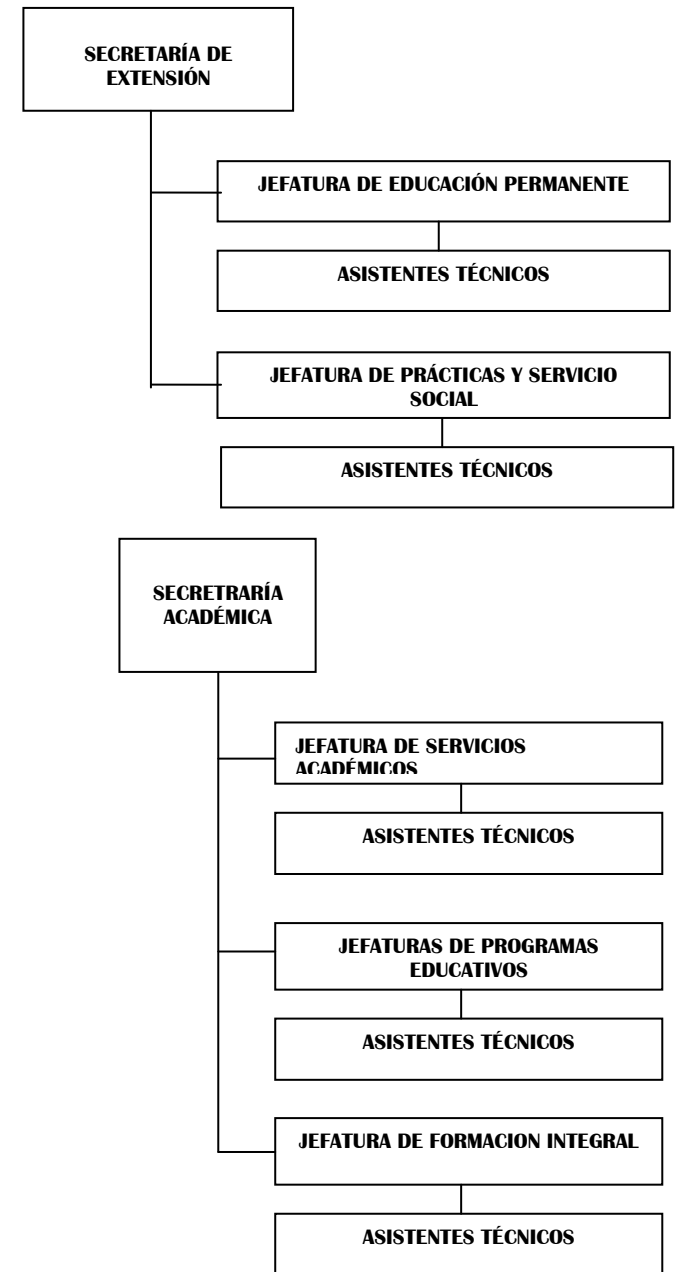 SECRETARÍA DE
EXTENSIÓN
JEFATURA DE EDUCACIÓN PERMANENTE
ASISTENTES TÉCNICOS
JEFATURA DE PRÁCTICAS Y SERVICIO
SOCIAL
ASISTENTES TÉCNICOS
SECRETRARÍA
ACADÉMICA
JEFATURA DE SERVICIOS
ACADÉMICOS
ASISTENTES TÉCNICOS
JEFATURAS DE PROGRAMAS
EDUCATIVOS
ASISTENTES TÉCNICOS
JEFATURA DE FORMACION INTEGRAL
ASISTENTES TÉCNICOS